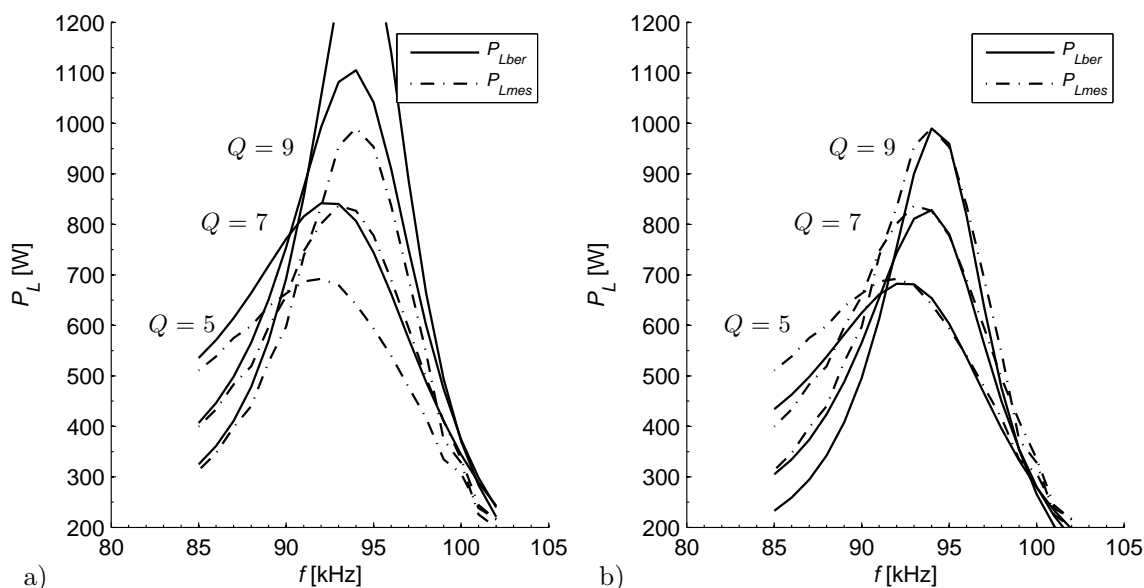 1200
1100
1000
900
800
700
600
500
400
300
200
80
85
90
95
100
105
P_L [W]
f [kHz]
P_Lber
P_Lmes
Q = 9
Q = 7
Q = 5
a)
1200
1100
1000
900
800
700
600
500
400
300
200
80
85
90
95
100
105
P_L [W]
f [kHz]
P_Lber
P_Lmes
Q = 9
Q = 7
Q = 5
b)